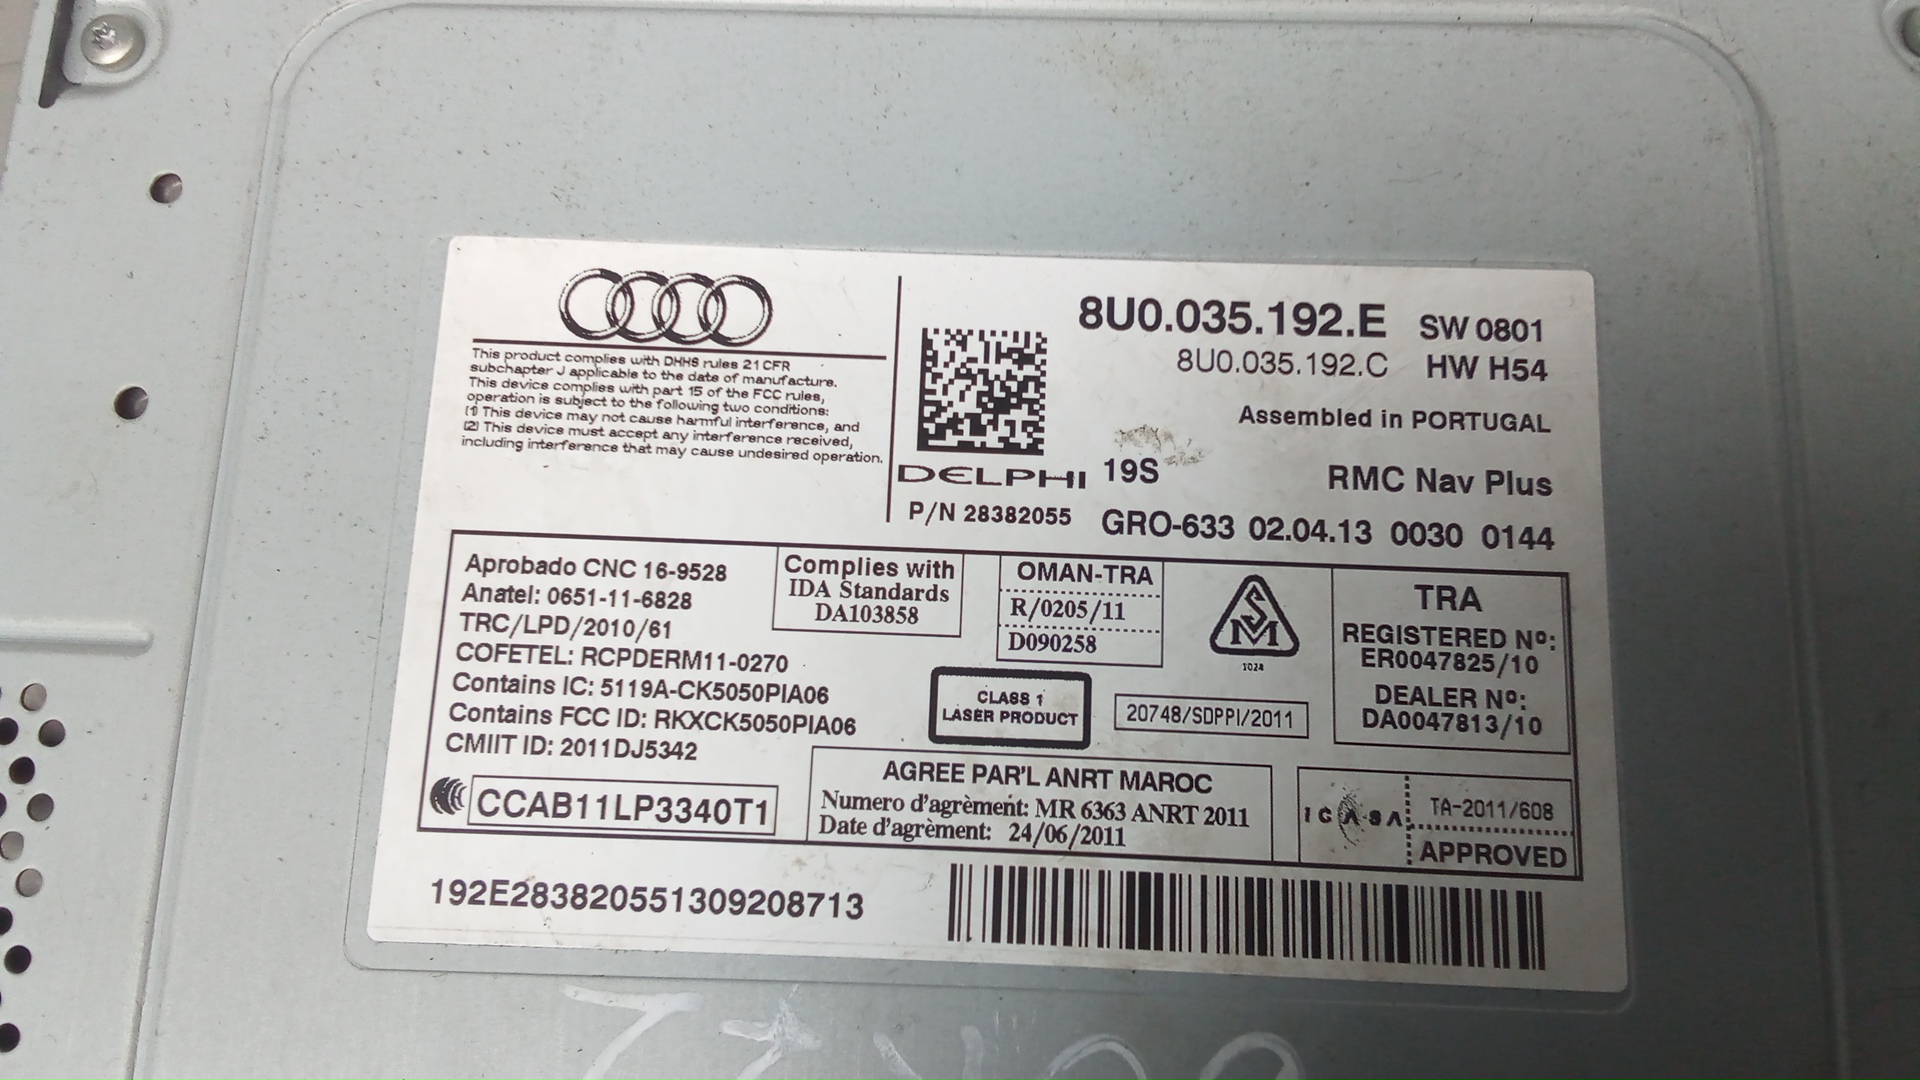 This product complies with DHHS rules 21 CFR
subchapter J applicable to the date of manufacture.
This device complies with part 15 of the FCC rules,
operation is subject to the following two conditions:
(1) This device may not cause harmful interference, and
(2) This device must accept any interference received,
including interference that may cause undesired operation.
8U0.035.192.E SW 0801
8U0.035.192.C HW H54
Assembled in PORTUGAL
DELPHI 19S RMC Nav Plus
P/N 28382055 GRO-633 02.04.13 0030 0144
Aprobado CNC 16-9528
Anatel: 0651-11-6828
TRC/LPD/2010/61
COFETEL: RCPDERM11-0270
Contains IC: 5119A-CK5050PIA06
Contains FCC ID: RKXCK5050PIA06
CMIIT ID: 2011DJ5342
CCAB11LP3340T1
Complies with
IDA Standards
DA103858
OMAN-TRA
R/0205/11
D090258
SM
1024
TRA
REGISTERED Nº:
ER0047825/10
DEALER Nº:
DA0047813/10
CLASS 1
LASER PRODUCT
20748/SDPPI/2011
AGREE PAR'L ANRT MAROC
Numero d'agrèment: MR 6363 ANRT 2011
Date d'agrèment: 24/06/2011
ICASA TA-2011/608
APPROVED
192E283820551309208713